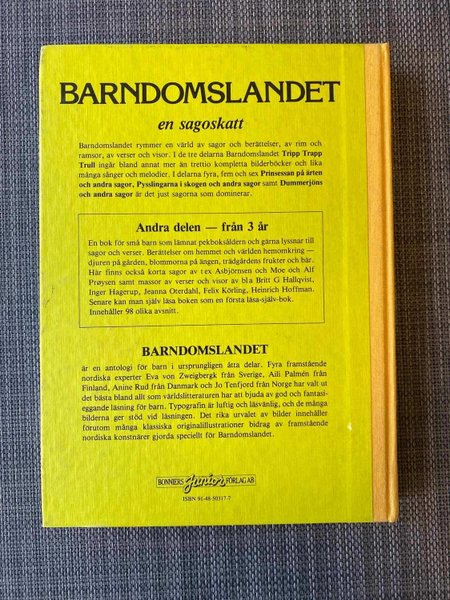 BARNDOMSLANDET
en sagoskatt
Barndomslandet rymmer en värld av sagor och berättelser, av rim och
ramsor, av verser och visor. I de tre delarna Barndomslandet Tripp Trapp
Trull ingår bland annat mer än trettio kompletta bilderböcker och lika
många sånger och melodier. I delarna fyra, fem och sex Prinsessan på ärten
och andra sagor, Pysslingarna i skogen och andra sagor samt Dummerjöns
och andra sagor är det just sagorna som dominerar.
Andra delen — från 3 år
En bok för små barn som lämnat pekboksåldern och gärna lyssnar till
sagor och verser. Berättelser om hemmet och världen hemomkring —
djuren på gården, blommorna på ängen, trädgårdens frukter och bär.
Här finns också korta sagor av t ex Asbjörnsen och Moe och Alf
Prøysen samt massor av verser och visor av bl a Britt G Hallqvist,
Inger Hagerup, Jeanna Oterdahl, Felix Körling, Heinrich Hoffman.
Senare kan man själv läsa boken som en första läsa-själv-bok.
Innehåller 98 olika avsnitt.
BARNDOMSLANDET
är en antologi för barn i ursprungligen åtta delar. Fyra framstående
nordiska experter Eva von Zweigbergk från Sverige, Aili Palmén från
Finland, Anine Rud från Danmark och Jo Tenfjord från Norge har valt ut
det bästa bland allt som världslitteraturen har att bjuda av god och fantasi-
eggande läsning för barn. Typografin är luftig och läsvänlig, och de många
bilderna ger stöd vid läsningen. Det rika urvalet av bilder innehåller
förutom många klassiska originalillustrationer bidrag av framstående
nordiska konstnärer gjorda speciellt för Barndomslandet.
BONNIERS Junior FÖRLAG AB
ISBN 91-48-50317-7